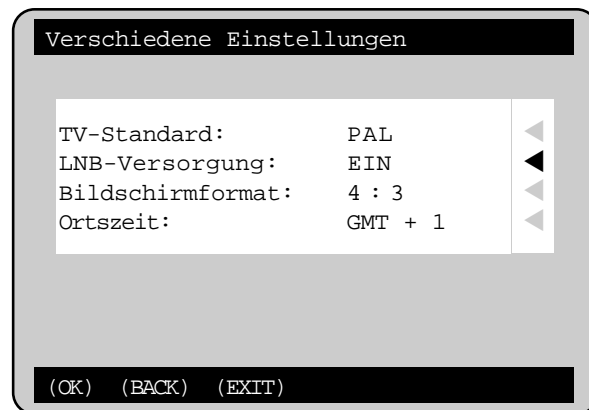 Verschiedene Einstellungen
TV-Standard: PAL
LNB-Versorgung: EIN
Bildschirmformat: 4 : 3
Ortszeit: GMT + 1
(OK) (BACK) (EXIT)